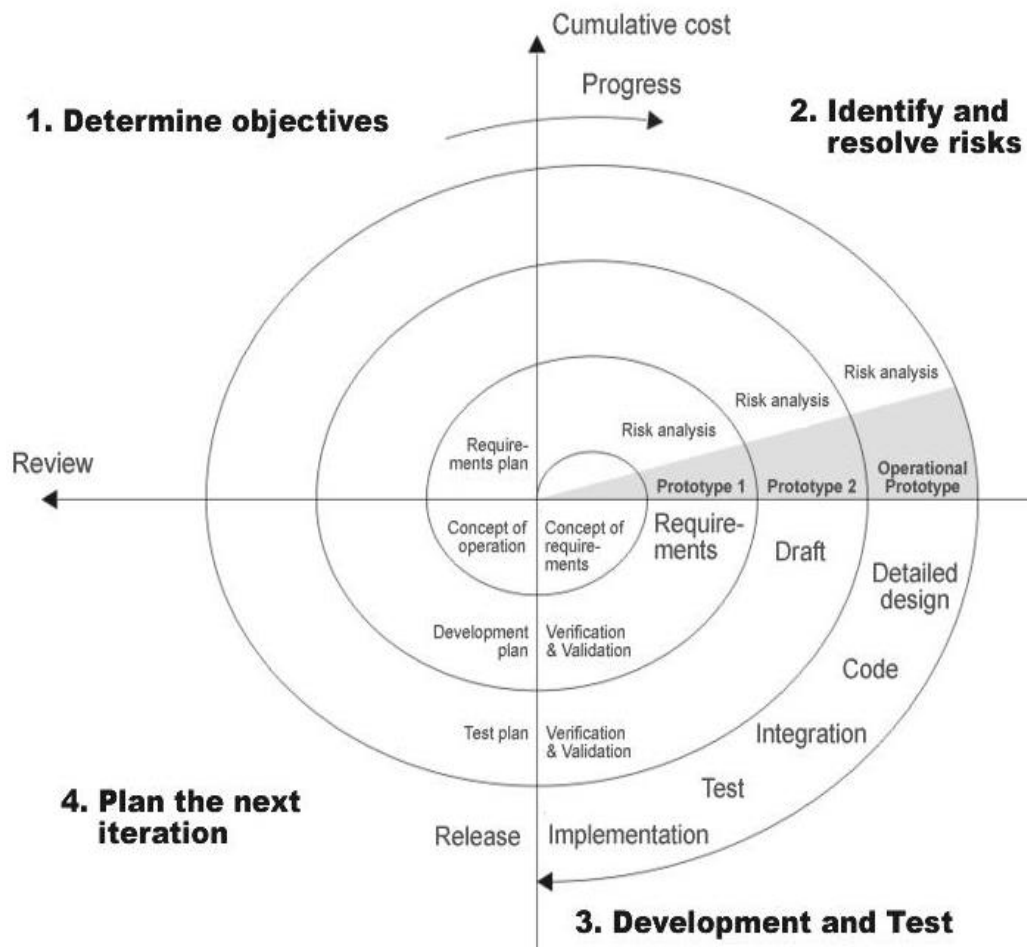 Cumulative cost
Progress
1. Determine objectives
2. Identify and
resolve risks
Risk analysis
Risk analysis
Risk analysis
Require-
ments plan
Review
Operational
Prototype
Prototype 1
Prototype 2
Concept of
operation
Concept of
require-
ments
Require-
ments
Draft
Detailed
design
Development
plan
Verification
& Validation
Code
Test plan
Verification
& Validation
Integration
Test
4. Plan the next
iteration
Release
Implementation
3. Development and Test